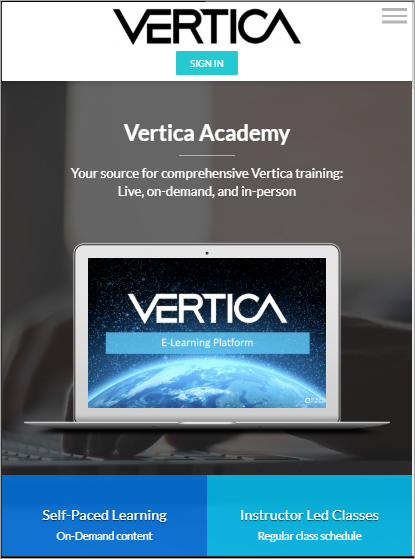 VERTICA
SIGN IN
Vertica Academy
Your source for comprehensive Vertica training:
Live, on-demand, and in-person
VERTICA
E-Learning Platform
Self-Paced Learning
On-Demand content
Instructor Led Classes
Regular class schedule